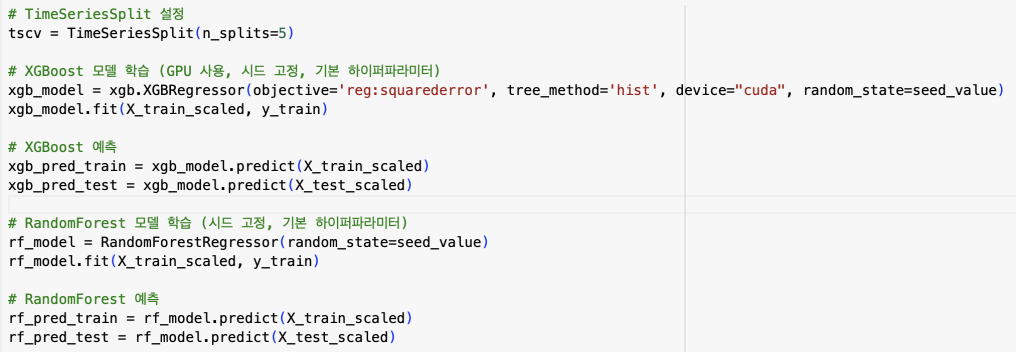 # TimeSeriesSplit 설정
tscv = TimeSeriesSplit(n_splits=5)
# XGBoost 모델 학습 (GPU 사용, 시드 고정, 기본 하이퍼파라미터)
xgb_model = xgb.XGBRegressor(objective='reg:squarederror', tree_method='hist', device="cuda", random_state=seed_value)
xgb_model.fit(X_train_scaled, y_train)
# XGBoost 예측
xgb_pred_train = xgb_model.predict(X_train_scaled)
xgb_pred_test = xgb_model.predict(X_test_scaled)
# RandomForest 모델 학습 (시드 고정, 기본 하이퍼파라미터)
rf_model = RandomForestRegressor(random_state=seed_value)
rf_model.fit(X_train_scaled, y_train)
# RandomForest 예측
rf_pred_train = rf_model.predict(X_train_scaled)
rf_pred_test = rf_model.predict(X_test_scaled)